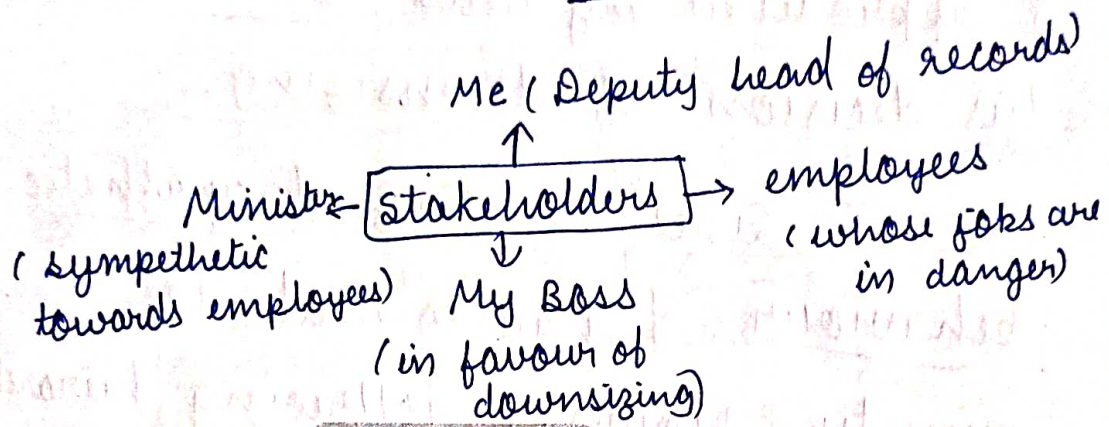 Me (Deputy head of records)
Minister
stakeholders
employees
(whose jobs are
in danger)
(sympethetic
towards employees)
My Boss
(in favour of
downsizing)